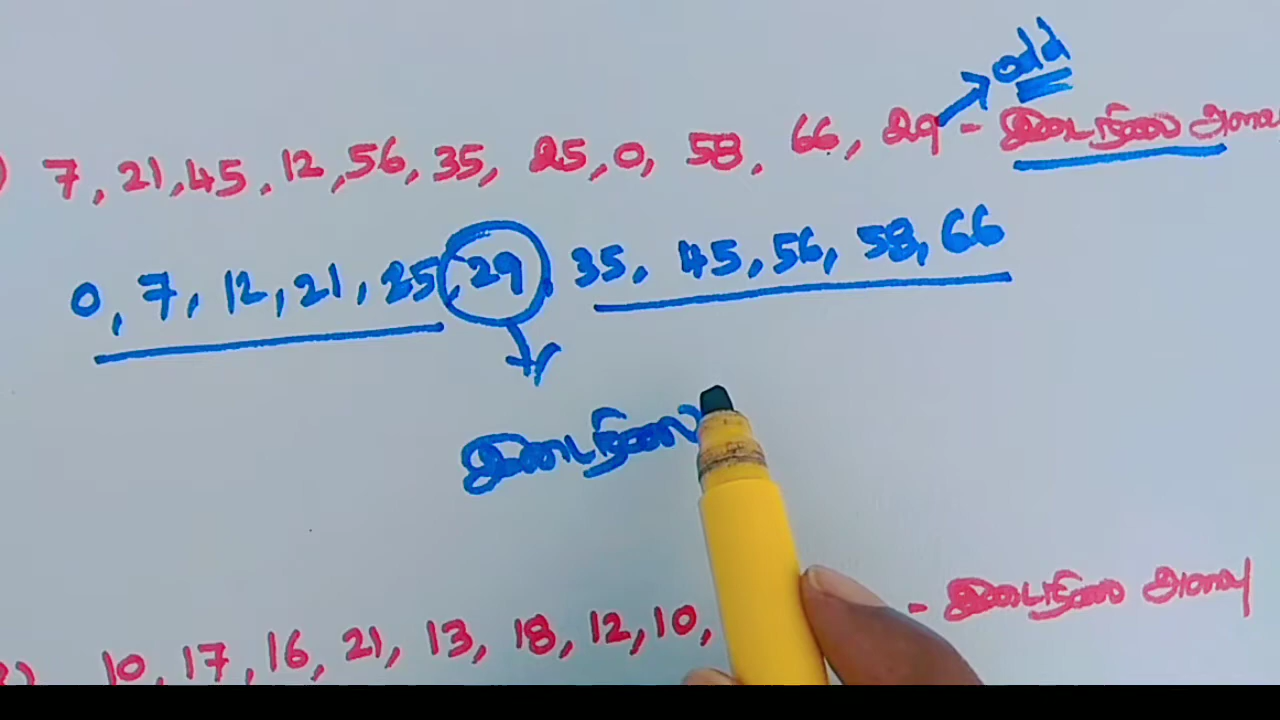 odd
) 7, 21, 45, 12, 56, 35, 25, 0, 58, 66, 29 - இடைநிலை
0, 7, 12, 21, 25, 29, 35, 45, 56, 58, 66
இடைநிலை
10, 17, 16, 21, 13, 18, 12, 10, - இடைநிலை அளவு